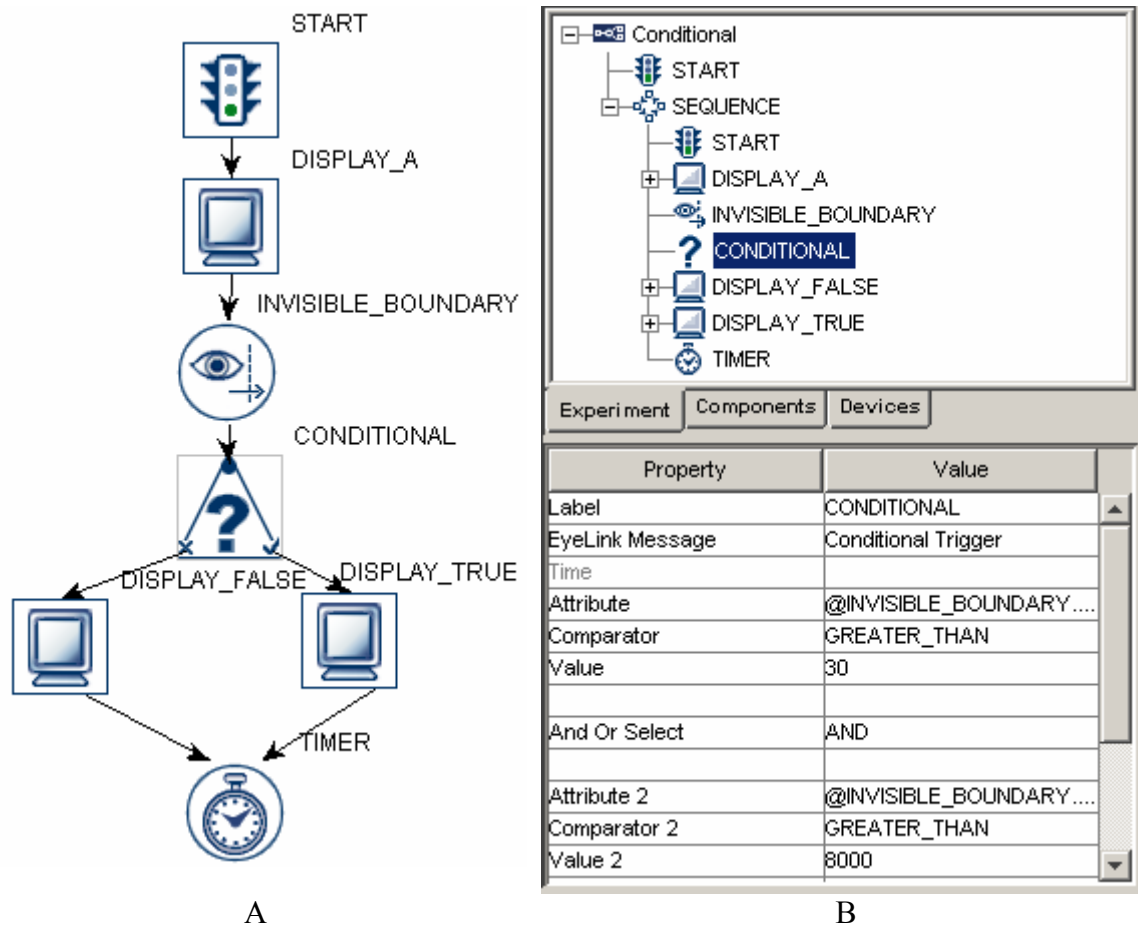 START
DISPLAY_A
INVISIBLE_BOUNDARY
CONDITIONAL
DISPLAY_FALSE
DISPLAY_TRUE
TIMER
A
Conditional
START
SEQUENCE
START
DISPLAY_A
INVISIBLE_BOUNDARY
CONDITIONAL
DISPLAY_FALSE
DISPLAY_TRUE
TIMER
Experiment Components Devices
Property Value
Label CONDITIONAL
EyeLink Message Conditional Trigger
Time
Attribute @INVISIBLE_BOUNDARY....
Comparator GREATER_THAN
Value 30
And Or Select AND
Attribute 2 @INVISIBLE_BOUNDARY....
Comparator 2 GREATER_THAN
Value 2 8000
B